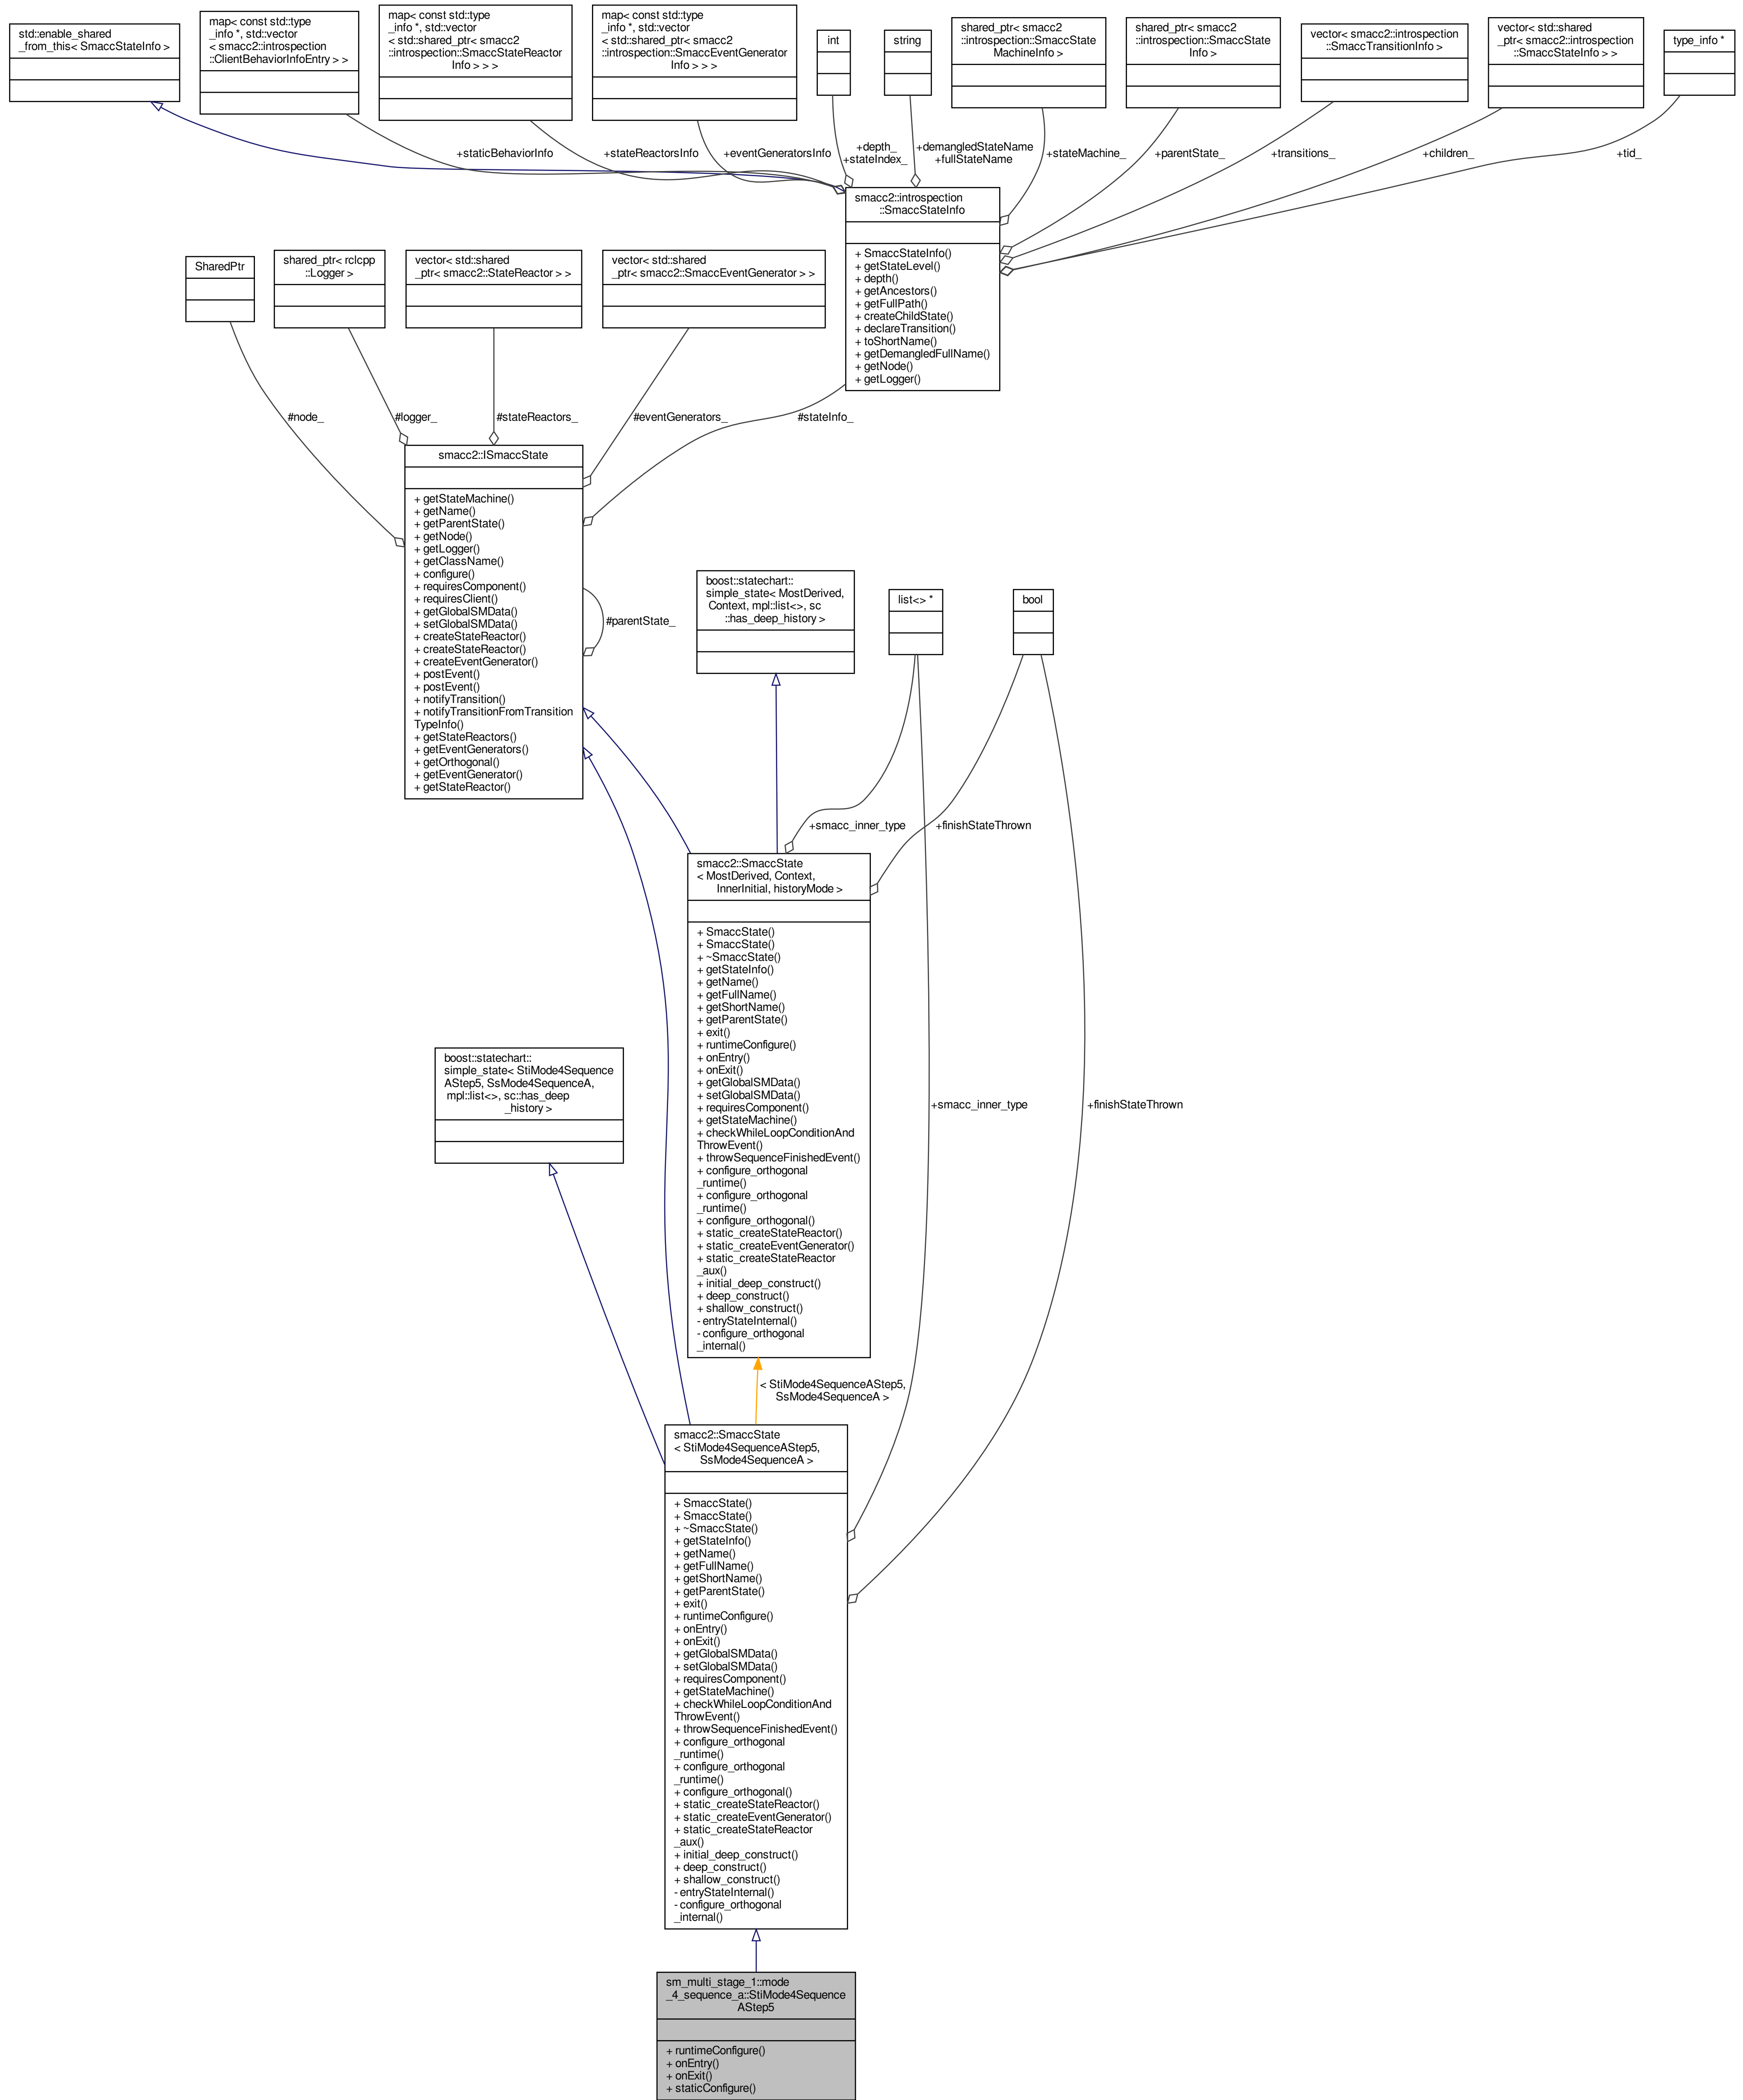 std::enable_shared
_from_this< SmaccStateInfo >
map< const std::type
_info *, std::vector
< smacc2::introspection
::ClientBehaviorInfoEntry > >
map< const std::type
_info *, std::vector
< std::shared_ptr< smacc2
::introspection::SmaccStateReactor
Info > > >
map< const std::type
_info *, std::vector
< std::shared_ptr< smacc2
::introspection::SmaccEventGenerator
Info > > >
int
string
shared_ptr< smacc2
::introspection::SmaccState
MachineInfo >
shared_ptr< smacc2
::introspection::SmaccState
Info >
vector< smacc2::introspection
::SmaccTransitionInfo >
vector< std::shared
_ptr< smacc2::introspection
::SmaccStateInfo > >
type_info *
+staticBehaviorInfo
+stateReactorsInfo
+eventGeneratorsInfo
+depth_
+stateIndex_
+demangledStateName
+fullStateName
+stateMachine_
+parentState_
+transitions_
+children_
+tid_
smacc2::introspection
::SmaccStateInfo
+ SmaccStateInfo()
+ getStateLevel()
+ depth()
+ getAncestors()
+ getFullPath()
+ createChildState()
+ declareTransition()
+ toShortName()
+ getDemangledFullName()
+ getNode()
+ getLogger()
SharedPtr
shared_ptr< rclcpp
::Logger >
vector< std::shared
_ptr< smacc2::StateReactor > >
vector< std::shared
_ptr< smacc2::SmaccEventGenerator > >
#node_
#logger_
#stateReactors_
#eventGenerators_
#stateInfo_
smacc2::ISmaccState
+ getStateMachine()
+ getName()
+ getParentState()
+ getNode()
+ getLogger()
+ getClassName()
+ configure()
+ requiresComponent()
+ requiresClient()
+ getGlobalSMData()
+ setGlobalSMData()
+ createStateReactor()
+ createStateReactor()
+ createEventGenerator()
+ postEvent()
+ postEvent()
+ notifyTransition()
+ notifyTransitionFromTransition
TypeInfo()
+ getStateReactors()
+ getEventGenerators()
+ getOrthogonal()
+ getEventGenerator()
+ getStateReactor()
#parentState_
boost::statechart::
simple_state< MostDerived,
Context, mpl::list<>, sc
::has_deep_history >
list<> *
bool
+smacc_inner_type
+finishStateThrown
smacc2::SmaccState
< MostDerived, Context,
InnerInitial, historyMode >
+ SmaccState()
+ SmaccState()
+ ~SmaccState()
+ getStateInfo()
+ getName()
+ getFullName()
+ getShortName()
+ getParentState()
+ exit()
+ runtimeConfigure()
+ onEntry()
+ onExit()
+ getGlobalSMData()
+ setGlobalSMData()
+ requiresComponent()
+ getStateMachine()
+ checkWhileLoopConditionAnd
ThrowEvent()
+ throwSequenceFinishedEvent()
+ configure_orthogonal
_runtime()
+ configure_orthogonal
_runtime()
+ configure_orthogonal()
+ static_createStateReactor()
+ static_createEventGenerator()
+ static_createStateReactor
_aux()
+ initial_deep_construct()
+ deep_construct()
+ shallow_construct()
- entryStateInternal()
- configure_orthogonal
_internal()
boost::statechart::
simple_state< StiMode4Sequence
AStep5, SsMode4SequenceA,
mpl::list<>, sc::has_deep
_history >
+smacc_inner_type
+finishStateThrown
< StiMode4SequenceAStep5,
SsMode4SequenceA >
smacc2::SmaccState
< StiMode4SequenceAStep5,
SsMode4SequenceA >
+ SmaccState()
+ SmaccState()
+ ~SmaccState()
+ getStateInfo()
+ getName()
+ getFullName()
+ getShortName()
+ getParentState()
+ exit()
+ runtimeConfigure()
+ onEntry()
+ onExit()
+ getGlobalSMData()
+ setGlobalSMData()
+ requiresComponent()
+ getStateMachine()
+ checkWhileLoopConditionAnd
ThrowEvent()
+ throwSequenceFinishedEvent()
+ configure_orthogonal
_runtime()
+ configure_orthogonal
_runtime()
+ configure_orthogonal()
+ static_createStateReactor()
+ static_createEventGenerator()
+ static_createStateReactor
_aux()
+ initial_deep_construct()
+ deep_construct()
+ shallow_construct()
- entryStateInternal()
- configure_orthogonal
_internal()
sm_multi_stage_1::mode
_4_sequence_a::StiMode4Sequence
AStep5
+ runtimeConfigure()
+ onEntry()
+ onExit()
+ staticConfigure()